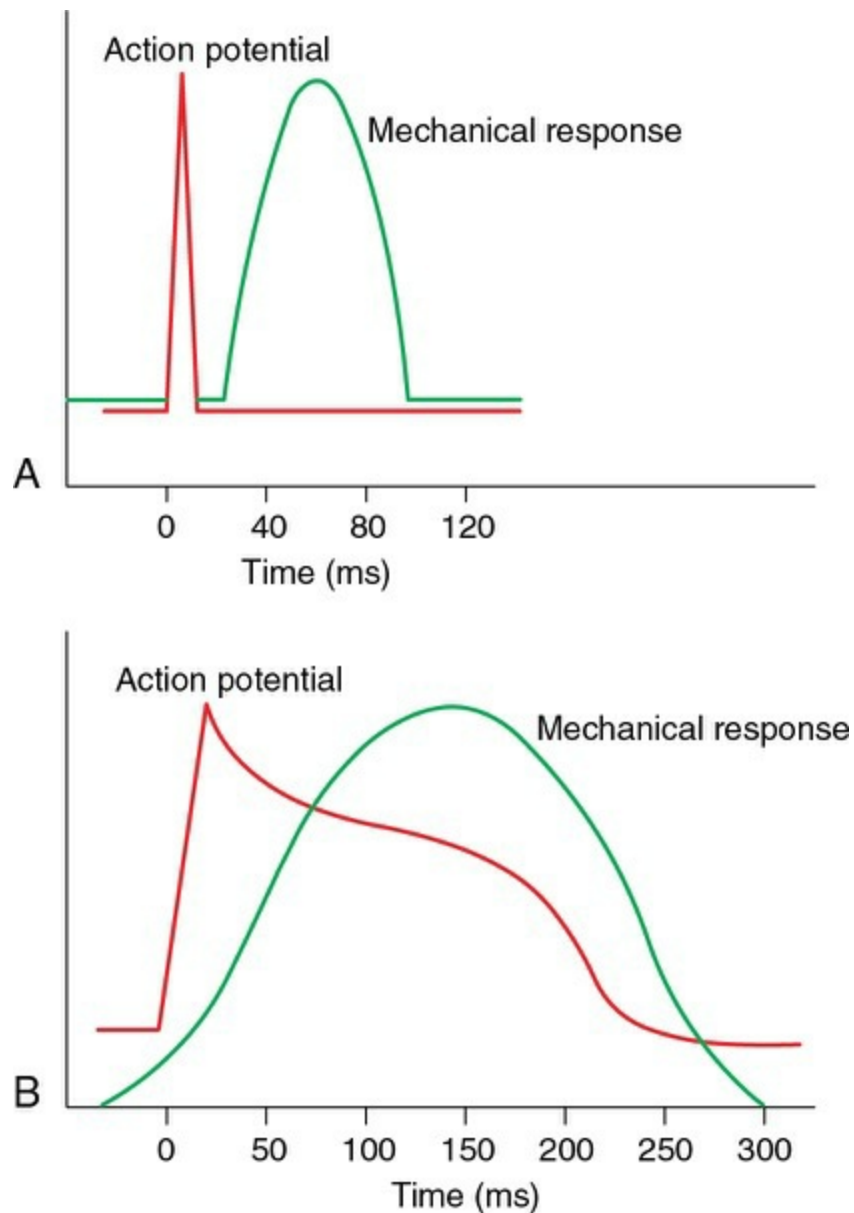 Action potential
Mechanical response
A
0 40 80 120
Time (ms)
Action potential
Mechanical response
B
0 50 100 150 200 250 300
Time (ms)